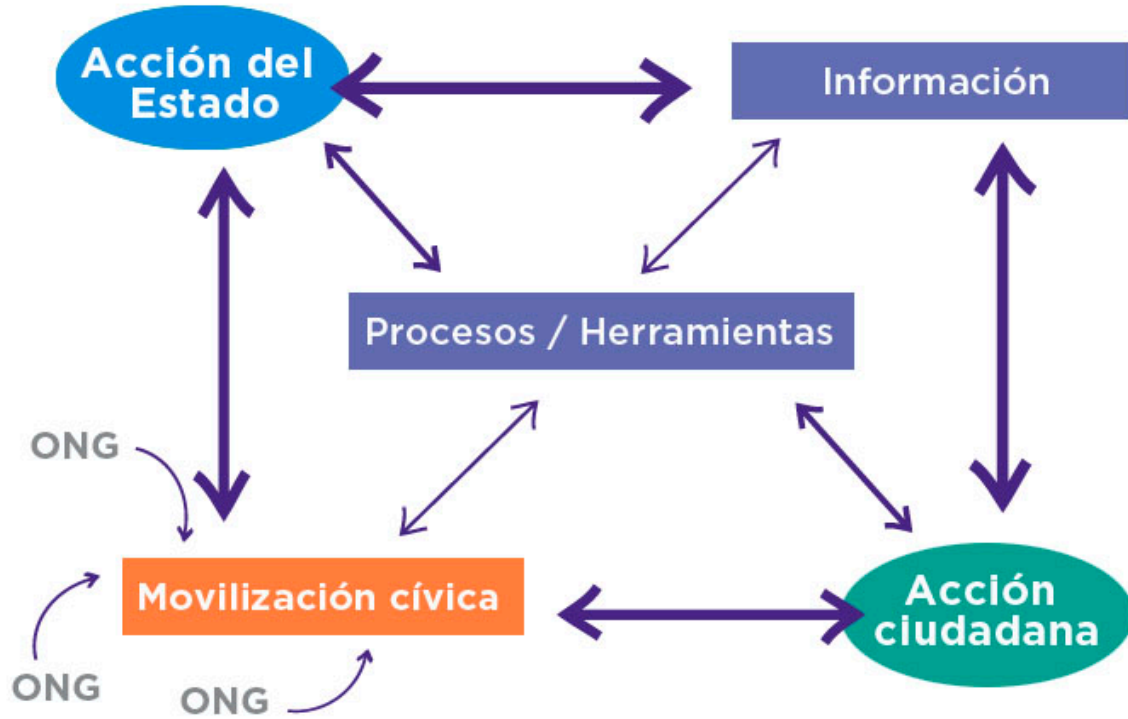 Acción del
Estado
Información
Procesos / Herramientas
ONG
Movilización cívica
Acción
ciudadana
ONG
ONG